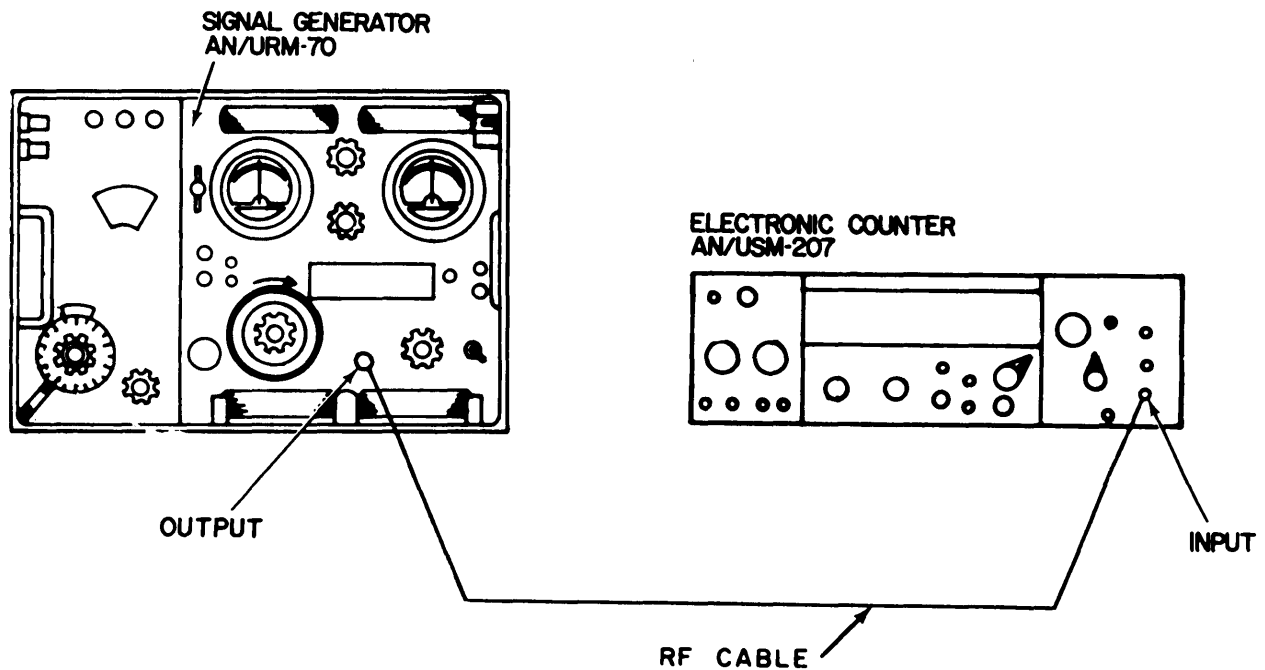 SIGNAL GENERATOR
AN/URM-70
ELECTRONIC COUNTER
AN/USM-207
OUTPUT
INPUT
RF CABLE